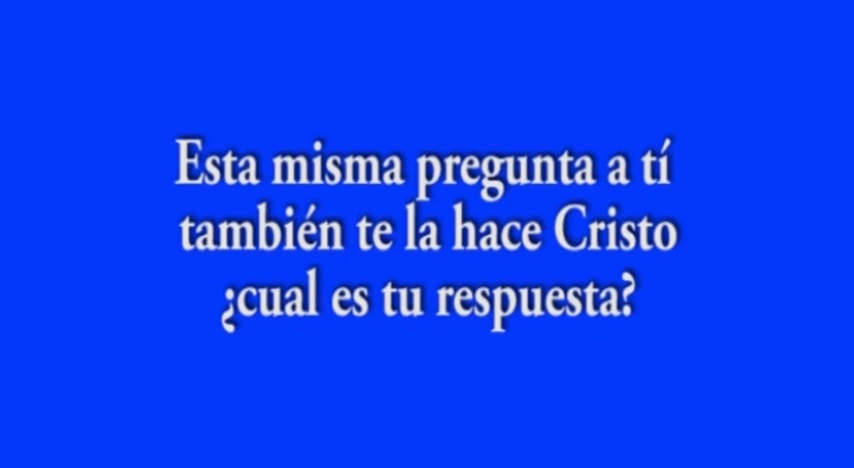 Esta misma pregunta a tí
también te la hace Cristo
¿cual es tu respuesta?